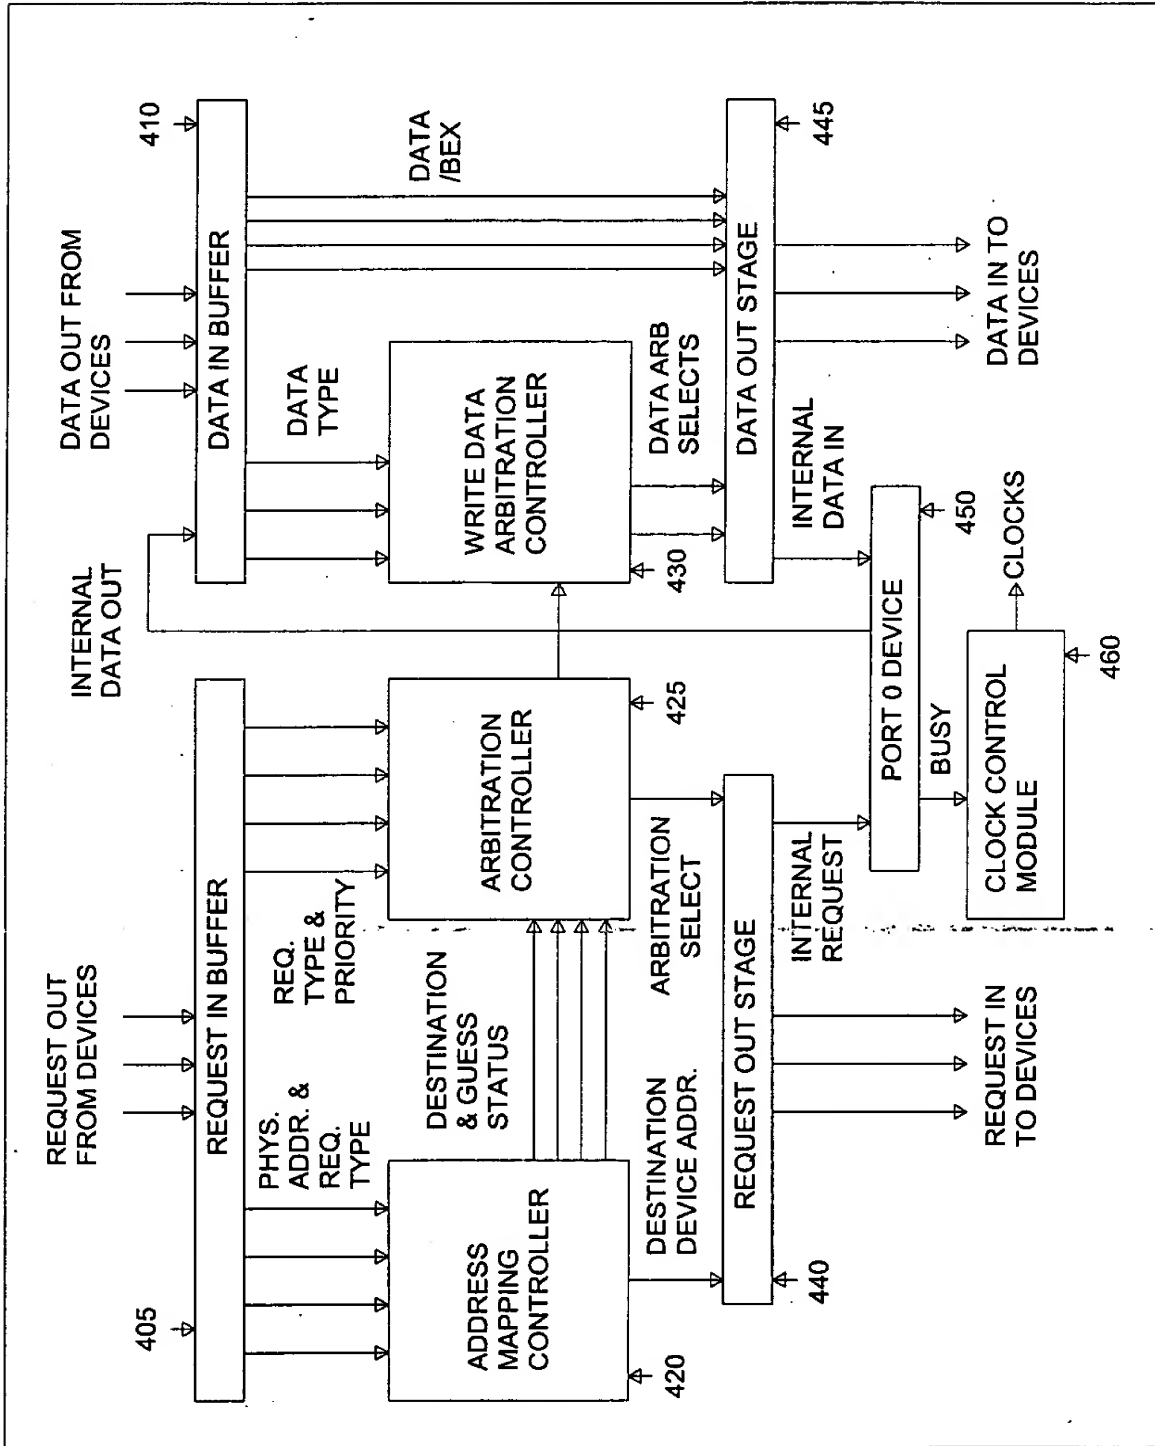 REQUEST OUT
FROM DEVICES
INTERNAL
DATA OUT
DATA OUT FROM
DEVICES
405
410
REQUEST IN BUFFER
DATA IN BUFFER
PHYS.
ADDR. &
REQ.
TYPE
REQ.
TYPE &
PRIORITY
DATA
TYPE
DATA
/BEX
DESTINATION
& GUESS
STATUS
ADDRESS
MAPPING
CONTROLLER
ARBITRATION
CONTROLLER
WRITE DATA
ARBITRATION
CONTROLLER
420
425
430
DESTINATION
DEVICE ADDR.
ARBITRATION
SELECT
DATA ARB
SELECTS
REQUEST OUT STAGE
DATA OUT STAGE
440
445
INTERNAL
REQUEST
INTERNAL
DATA IN
PORT 0 DEVICE
450
BUSY
REQUEST IN
TO DEVICES
DATA IN TO
DEVICES
CLOCK CONTROL
MODULE
CLOCKS
460